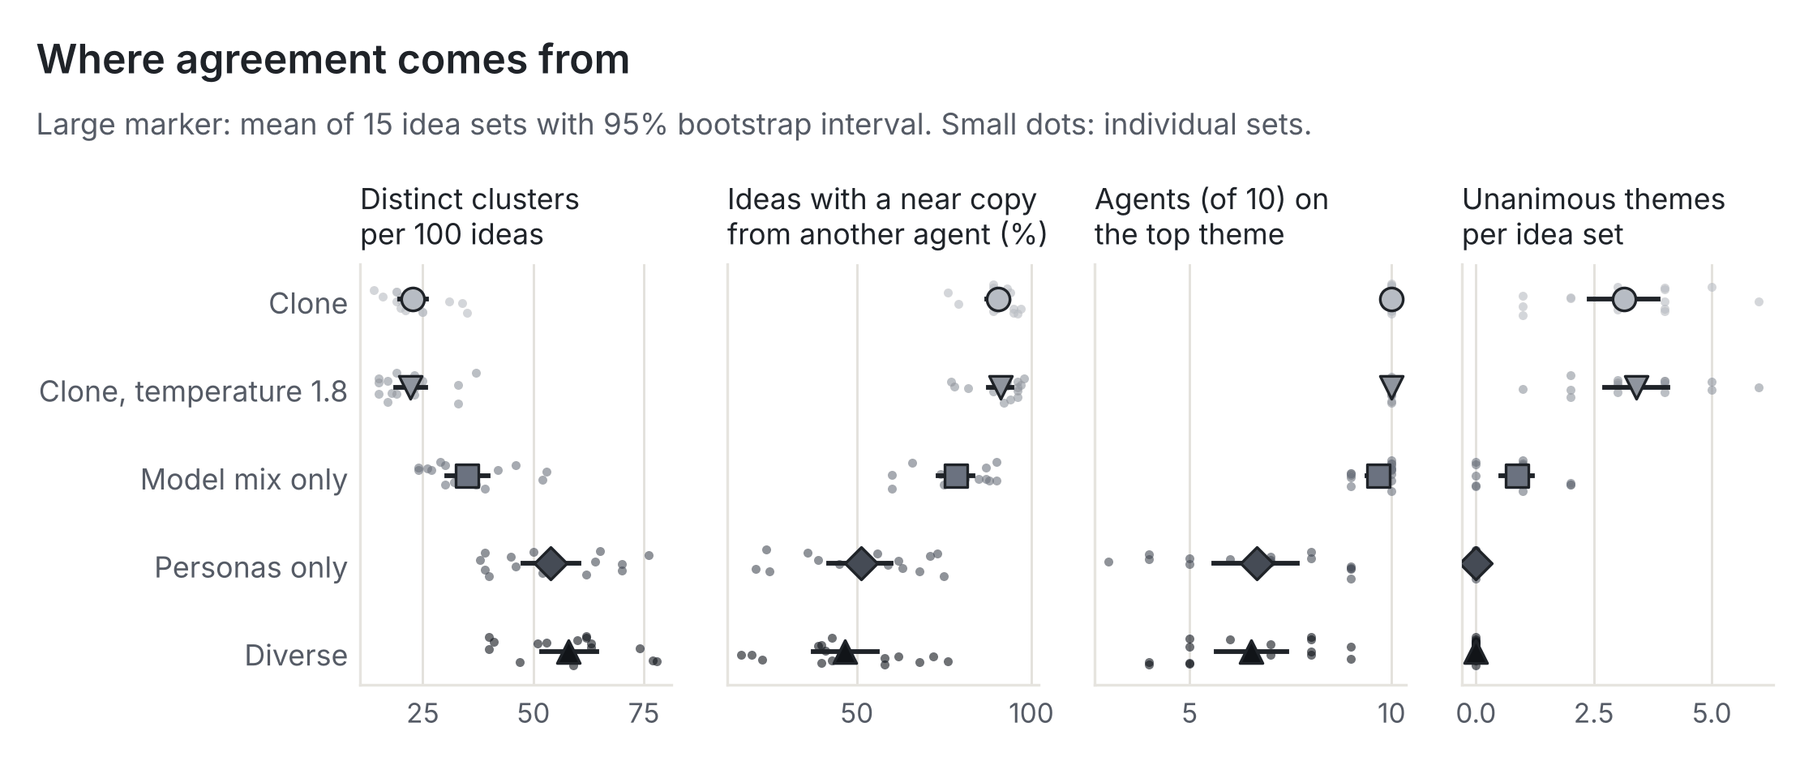 Where agreement comes from
Large marker: mean of 15 idea sets with 95% bootstrap interval. Small dots: individual sets.
Distinct clusters
per 100 ideas
Ideas with a near copy
from another agent (%)
Agents (of 10) on
the top theme
Unanimous themes
per idea set
Clone
Clone, temperature 1.8
Model mix only
Personas only
Diverse
25 50 75
50 100
5 10
0.0 2.5 5.0